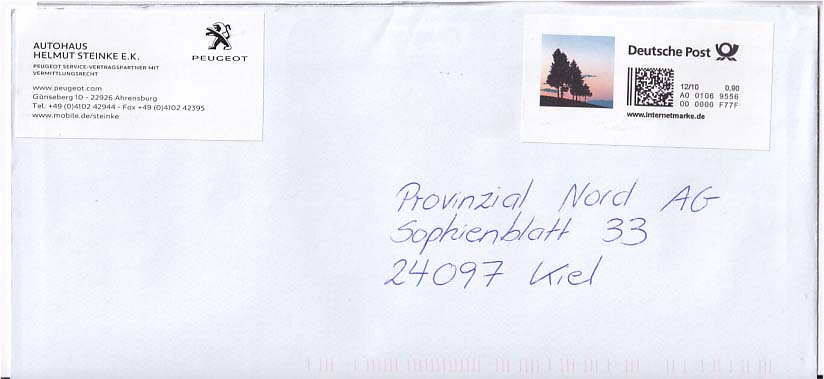 AUTOHAUS
HELMUT STEINKE E.K.
PEUGEOT SERVICE-VERTRAGSPARTNER MIT
VERMITTLUNGSRECHT
www.peugeot.com
Gänseberg 10 - 22926 Ahrensburg
Tel. +49 (0)4102 42944 - Fax +49 (0)4102 42395
www.mobile.de/steinke
PEUGEOT
Deutsche Post
12/10 0,90
A0 0106 9556
00 0000 F77F
www.internetmarke.de
Provinzial Nord AG
Sophienblatt 33
24097 Kiel